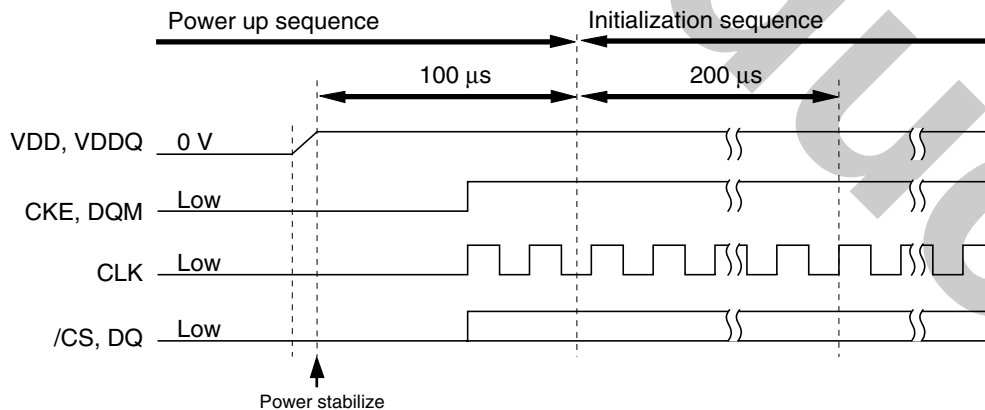 Power up sequence
Initialization sequence
100 µs
200 µs
VDD, VDDQ
0 V
CKE, DQM
Low
CLK
Low
/CS, DQ
Low
Power stabilize